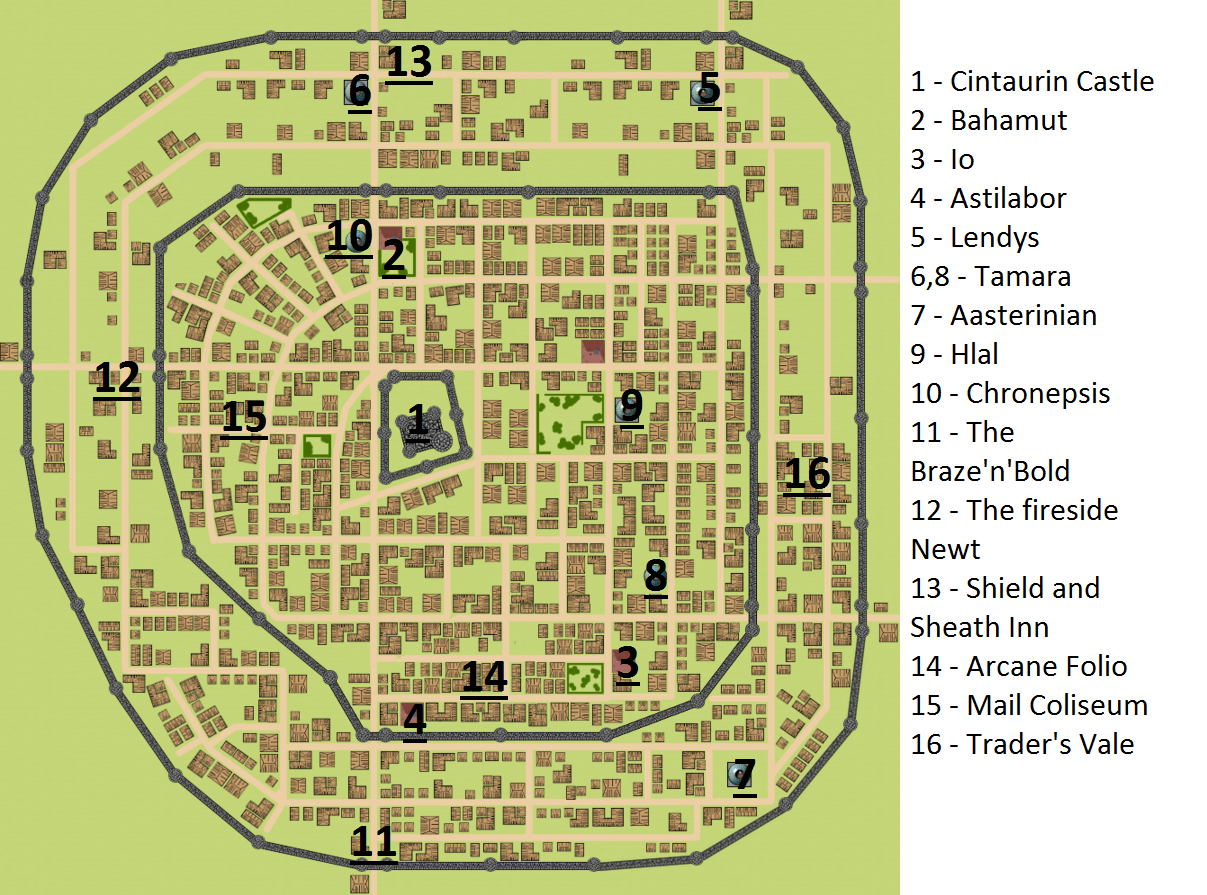 13
6
5
10
2
12
1
9
15
16
8
3
14
4
7
11
1 - Cintaurin Castle
2 - Bahamut
3 - Io
4 - Astilabor
5 - Lendys
6,8 - Tamara
7 - Aasterinian
9 - Hlal
10 - Chronepsis
11 - The
Braze'n'Bold
12 - The fireside
Newt
13 - Shield and
Sheath Inn
14 - Arcane Folio
15 - Mail Coliseum
16 - Trader's Vale